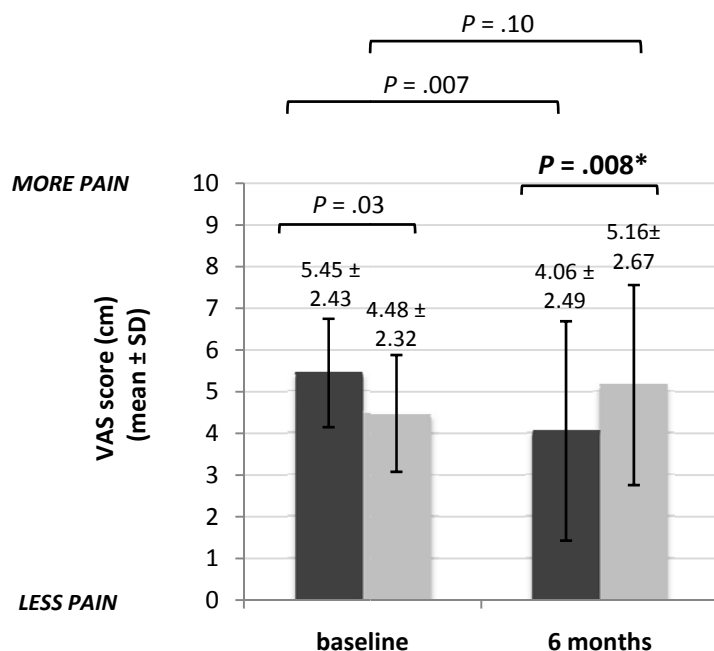 P = .10
P = .007
MORE PAIN
P = .008*
10
P = .03
9
5.16±
2.67
8
5.45 ±
2.43
4.06 ±
2.49
4.48 ±
2.32
7
6
5
4
3
2
1
0
VAS score (cm)
(mean ± SD)
LESS PAIN
baseline
6 months